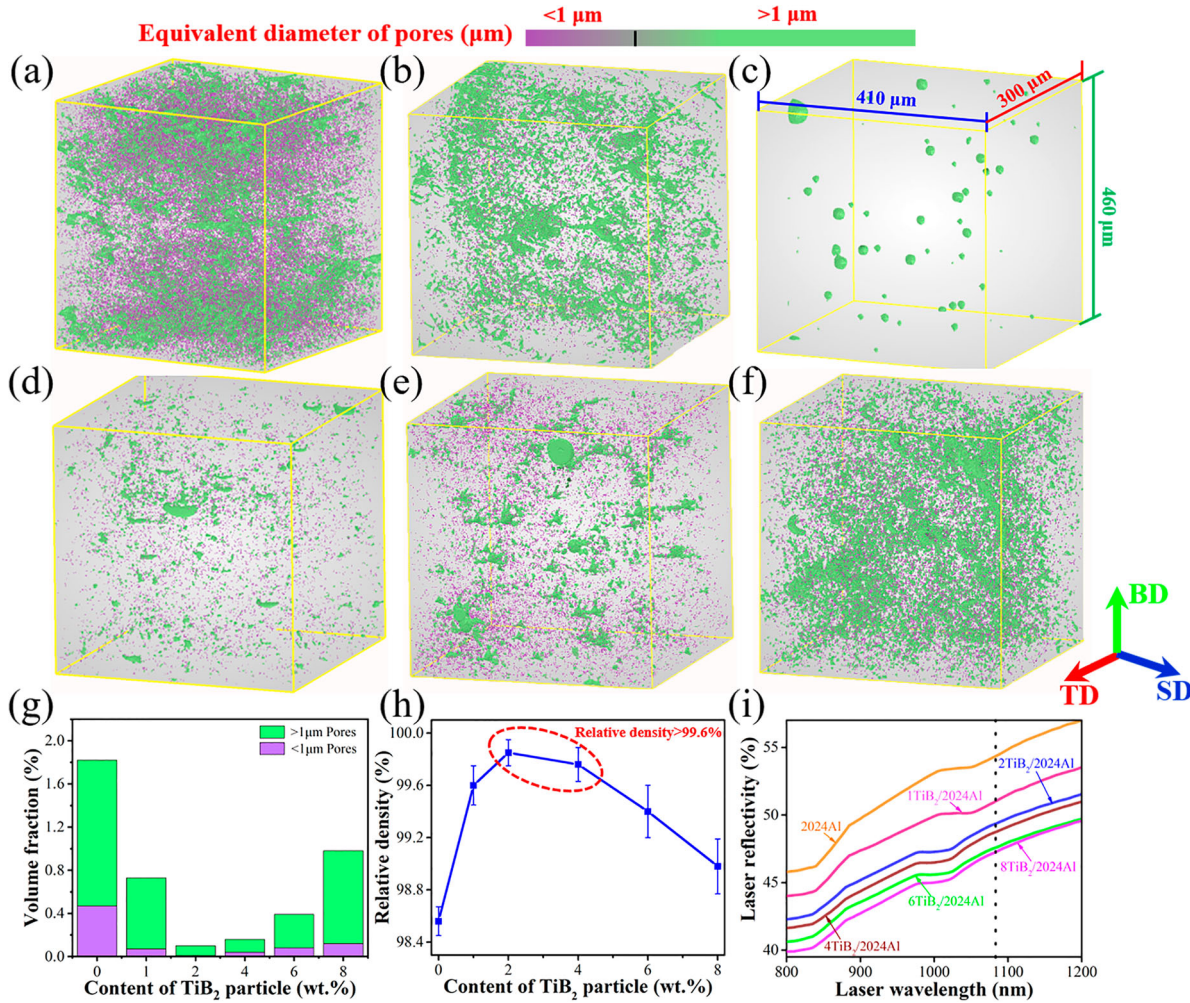 <1 μm >1 μm
Equivalent diameter of pores (μm)
(a) (b) (c)
410 μm
300 μm
460 μm
(d) (e) (f)
BD
TD
SD
(g)
Volume fraction (%)
2.0
1.6
1.2
0.8
0.4
0.0
>1μm Pores
<1μm Pores
0 1 2 4 6 8
Content of TiB2 particle (wt.%)
(h)
Relative density (%)
100.0
99.6
99.2
98.8
98.4
Relative density>99.6%
0 2 4 6 8
Content of TiB2 particle (wt.%)
(i)
Laser reflectivity (%)
55
50
45
40
2024Al
1TiB2/2024Al
2TiB2/2024Al
6TiB2/2024Al
8TiB2/2024Al
4TiB2/2024Al
800 900 1000 1100 1200
Laser wavelength (nm)